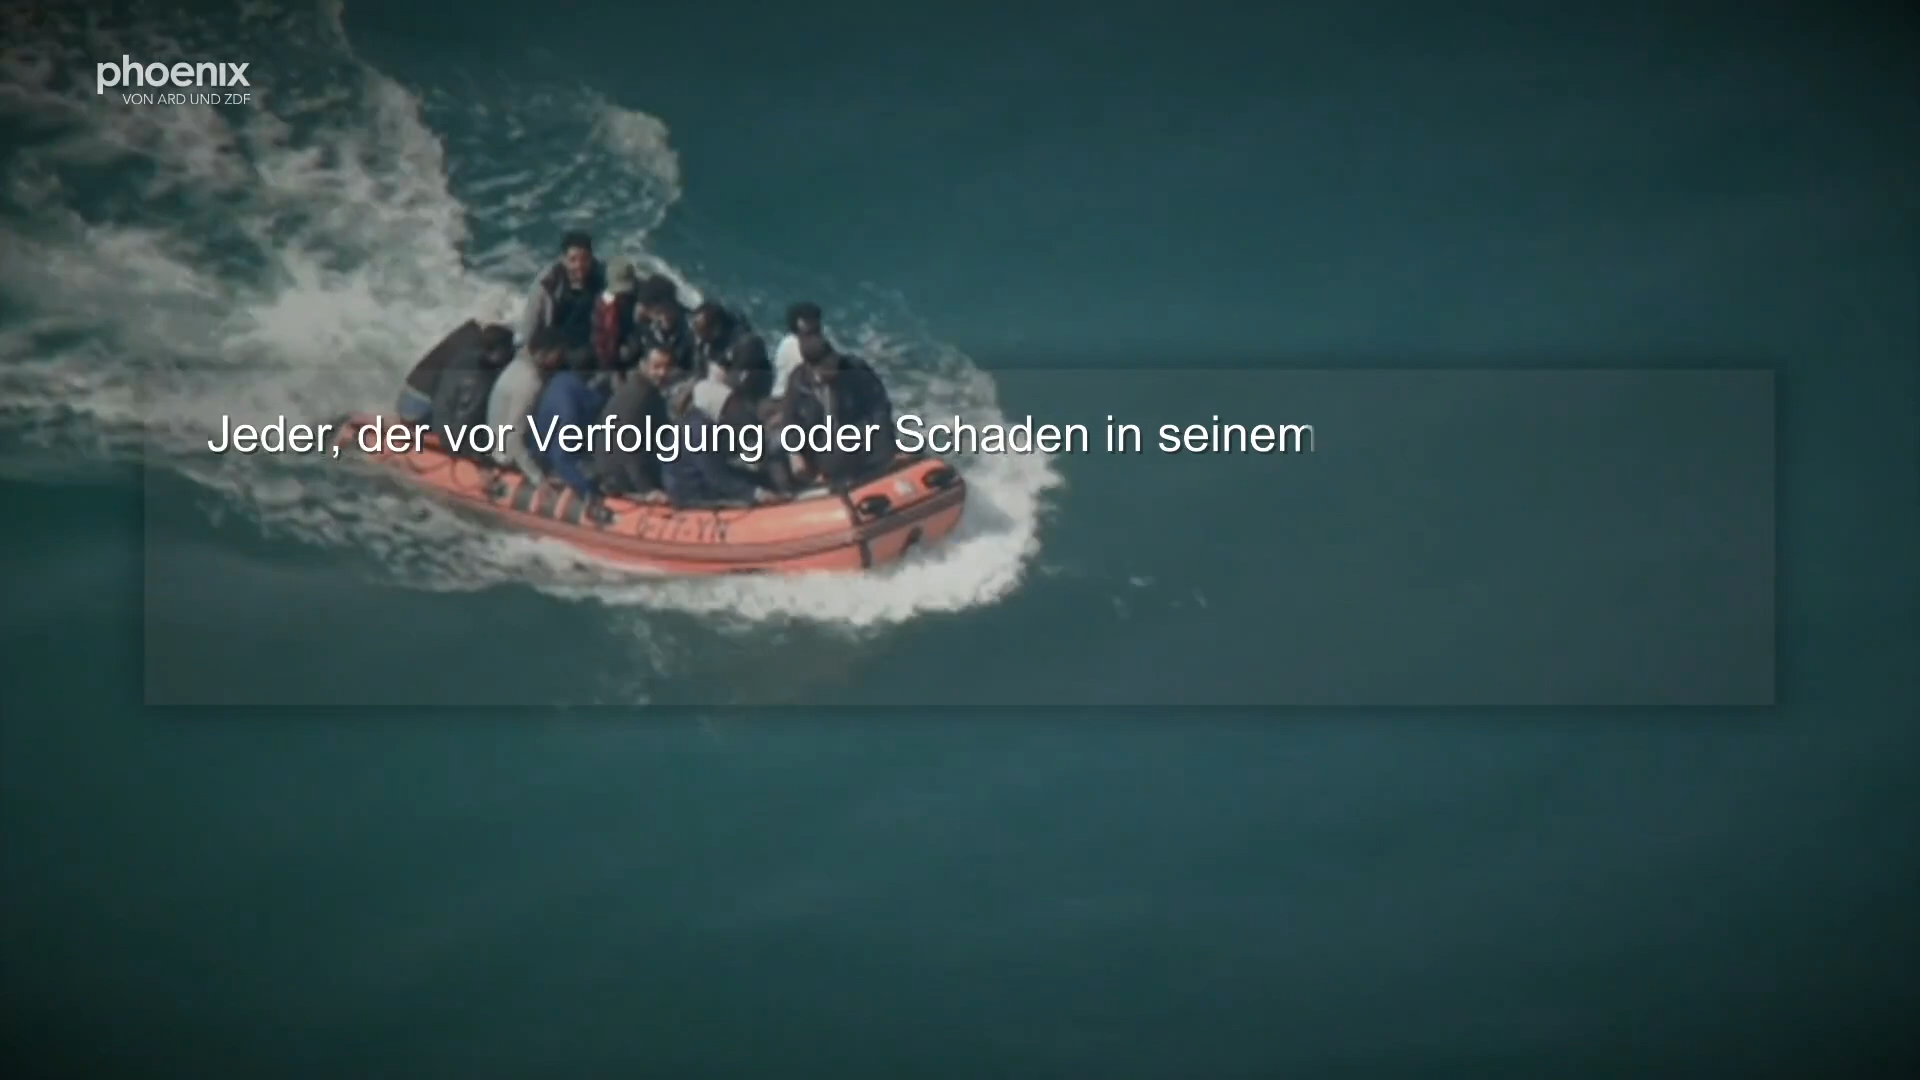 phoenix
VON ARD UND ZDF
Jeder, der vor Verfolgung oder Schaden in seinem